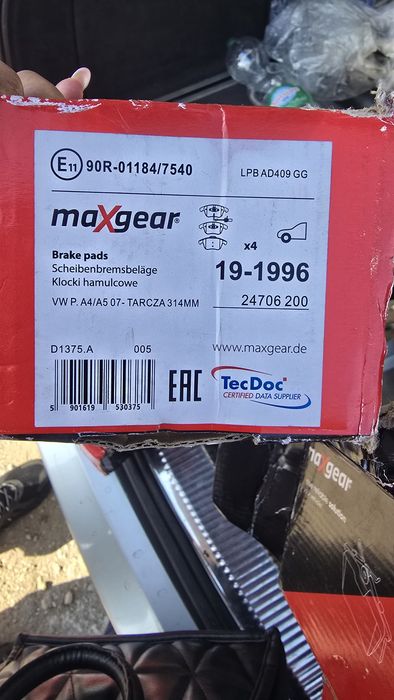 E11 90R-01184/7540
LPB AD409 GG
maXgear®
x4
Brake pads
Scheibenbremsbeläge
Klocki hamulcowe
19-1996
24706 200
VW P. A4/A5 07- TARCZA 314MM
D1375.A 005
www.maxgear.de
5 901619 530375
EAC
TecDoc®
CERTIFIED DATA SUPPLIER
maxgear